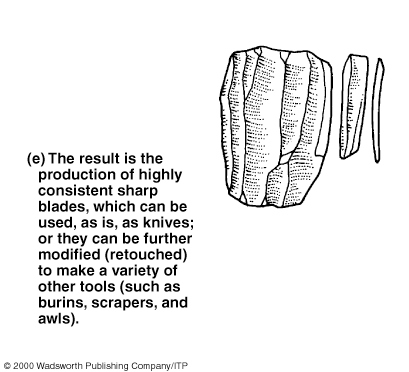 (e) The result is the
production of highly
consistent sharp
blades, which can be
used, as is, as knives;
or they can be further
modified (retouched)
to make a variety of
other tools (such as
burins, scrapers, and
awls).
© 2000 Wadsworth Publishing Company/ITP